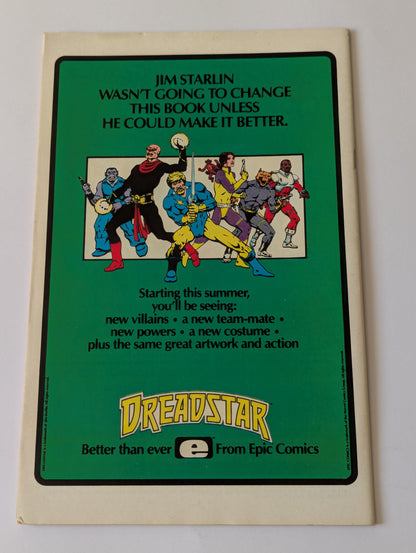 JIM STARLIN
WASN'T GOING TO CHANGE
THIS BOOK UNLESS
HE COULD MAKE IT BETTER.
Starting this summer,
you'll be seeing:
new villains • a new team-mate •
new powers • a new costume •
plus the same great artwork and action
DREADSTAR
Better than ever e From Epic Comics